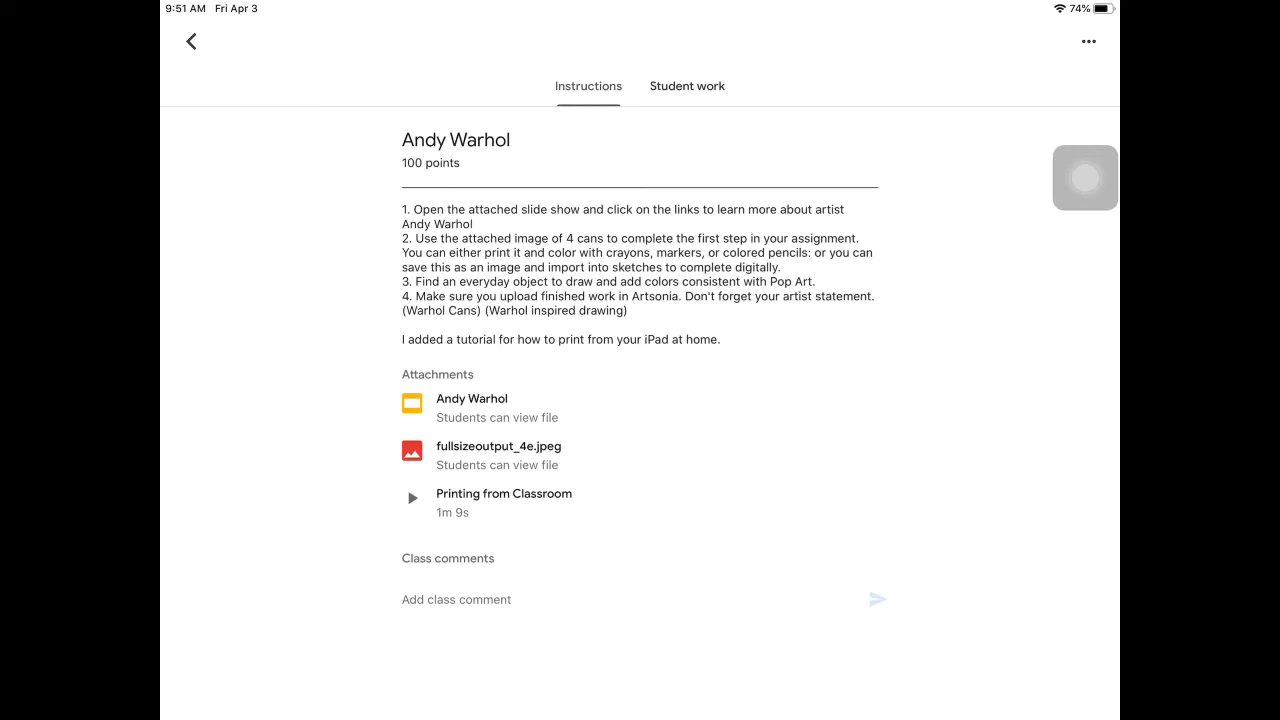 9:51 AM Fri Apr 3 74%
Instructions Student work
Andy Warhol
100 points
1. Open the attached slide show and click on the links to learn more about artist
Andy Warhol
2. Use the attached image of 4 cans to complete the first step in your assignment.
You can either print it and color with crayons, markers, or colored pencils: or you can
save this as an image and import into sketches to complete digitally.
3. Find an everyday object to draw and add colors consistent with Pop Art.
4. Make sure you upload finished work in Artsonia. Don't forget your artist statement.
(Warhol Cans) (Warhol inspired drawing)
I added a tutorial for how to print from your iPad at home.
Attachments
Andy Warhol
Students can view file
fullsizeoutput_4e.jpeg
Students can view file
Printing from Classroom
1m 9s
Class comments
Add class comment